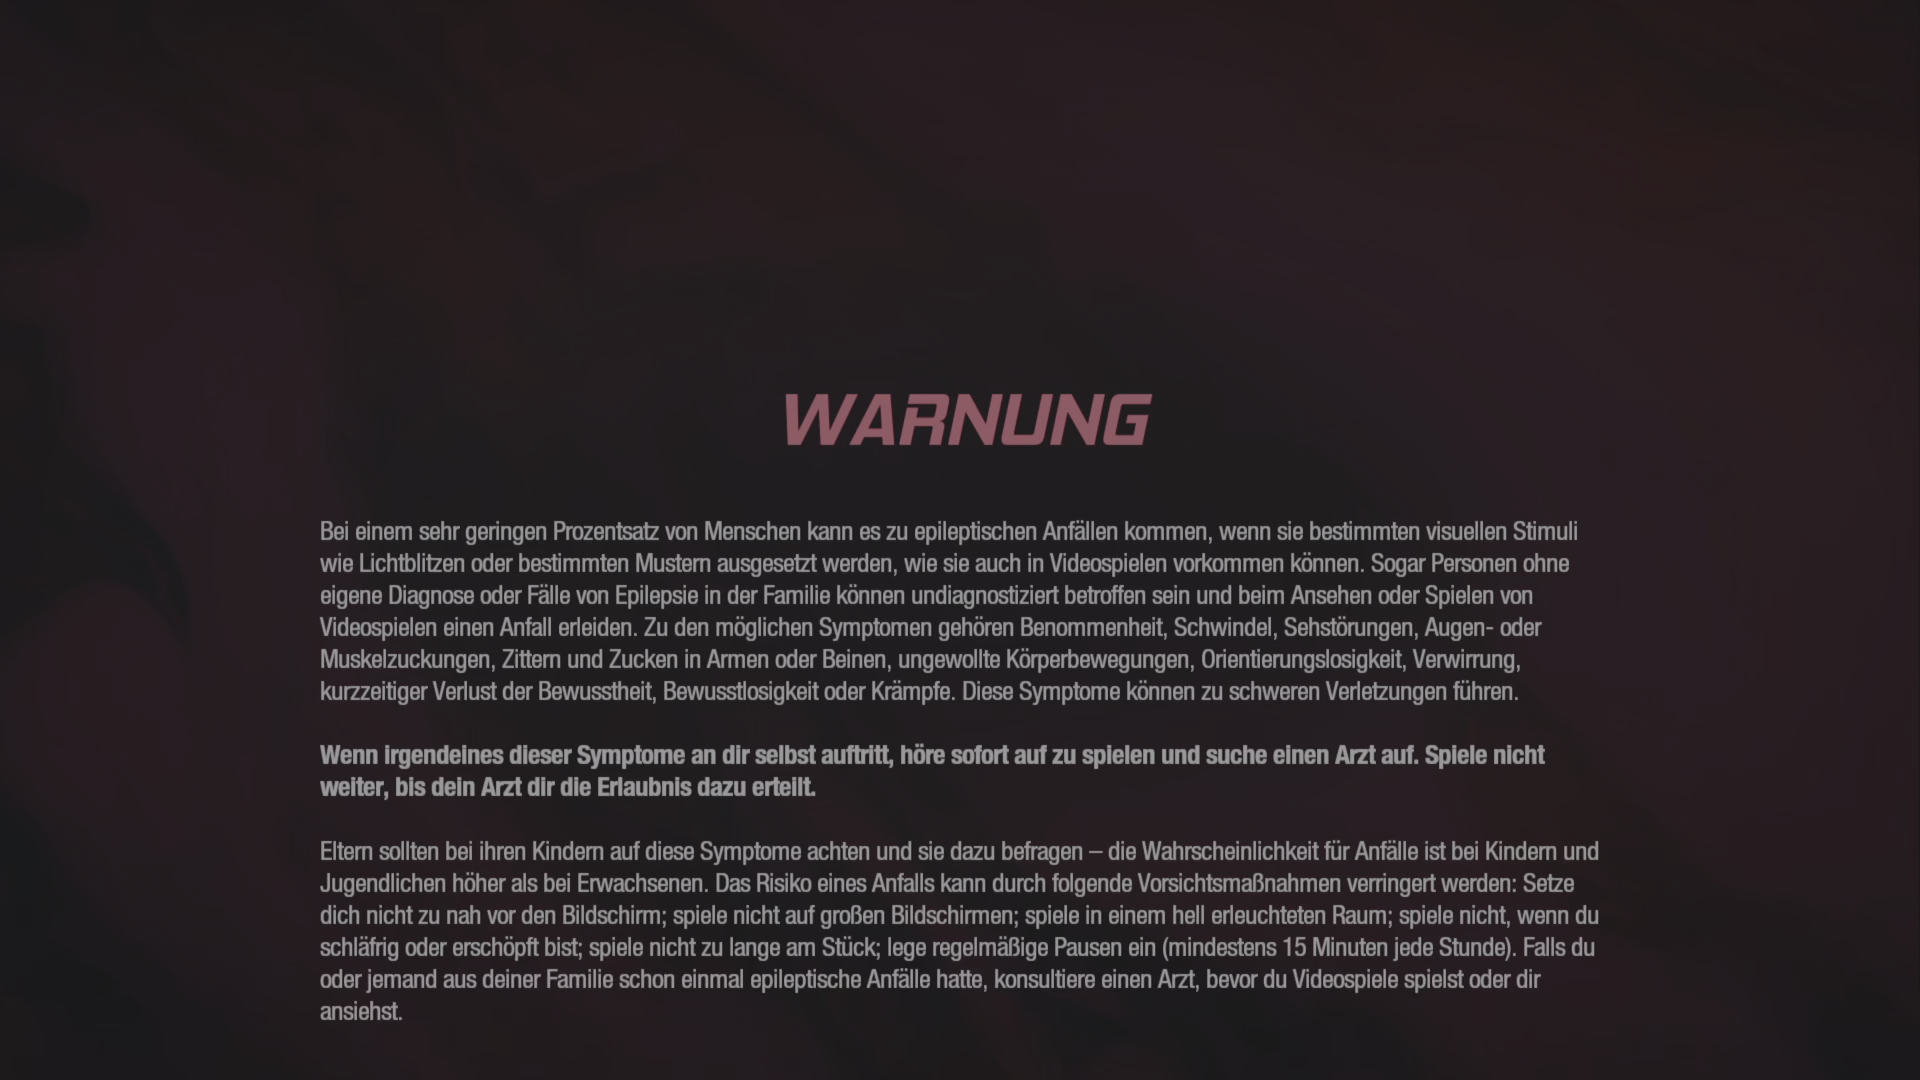 WARNUNG
Bei einem sehr geringen Prozentsatz von Menschen kann es zu epileptischen Anfällen kommen, wenn sie bestimmten visuellen Stimuli
wie Lichtblitzen oder bestimmten Mustern ausgesetzt werden, wie sie auch in Videospielen vorkommen können. Sogar Personen ohne
eigene Diagnose oder Fälle von Epilepsie in der Familie können undiagnostiziert betroffen sein und beim Ansehen oder Spielen von
Videospielen einen Anfall erleiden. Zu den möglichen Symptomen gehören Benommenheit, Schwindel, Sehstörungen, Augen- oder
Muskelzuckungen, Zittern und Zucken in Armen oder Beinen, ungewollte Körperbewegungen, Orientierungslosigkeit, Verwirrung,
kurzzeitiger Verlust der Bewusstheit, Bewusstlosigkeit oder Krämpfe. Diese Symptome können zu schweren Verletzungen führen.
Wenn irgendeines dieser Symptome an dir selbst auftritt, höre sofort auf zu spielen und suche einen Arzt auf. Spiele nicht
weiter, bis dein Arzt dir die Erlaubnis dazu erteilt.
Eltern sollten bei ihren Kindern auf diese Symptome achten und sie dazu befragen – die Wahrscheinlichkeit für Anfälle ist bei Kindern und
Jugendlichen höher als bei Erwachsenen. Das Risiko eines Anfalls kann durch folgende Vorsichtsmaßnahmen verringert werden: Setze
dich nicht zu nah vor den Bildschirm; spiele nicht auf großen Bildschirmen; spiele in einem hell erleuchteten Raum; spiele nicht, wenn du
schläfrig oder erschöpft bist; spiele nicht zu lange am Stück; lege regelmäßige Pausen ein (mindestens 15 Minuten jede Stunde). Falls du
oder jemand aus deiner Familie schon einmal epileptische Anfälle hatte, konsultiere einen Arzt, bevor du Videospiele spielst oder dir
ansiehst.